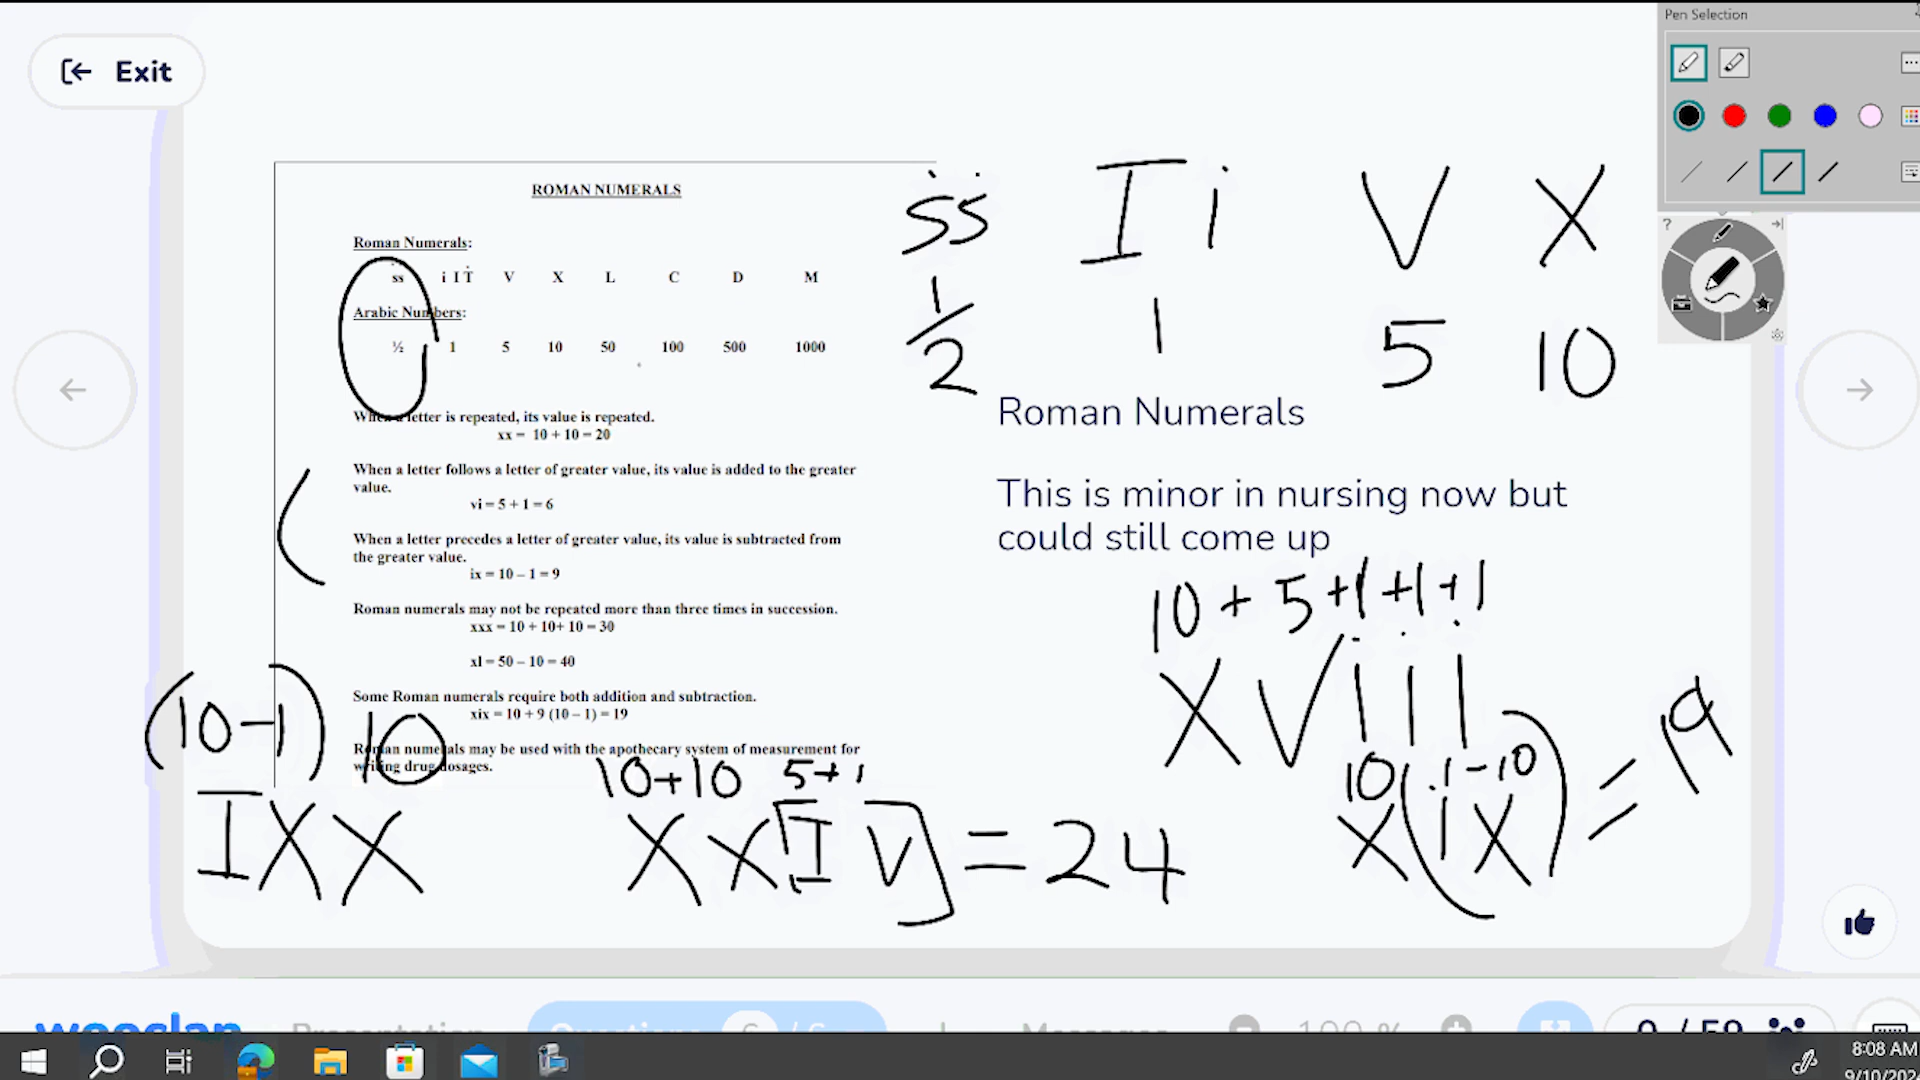 Pen Selection
Exit
ROMAN NUMERALS
Roman Numerals:
ss i I Ṫ V X L C D M
Arabic Numbers:
½ 1 5 10 50 100 500 1000
When a letter is repeated, its value is repeated.
xx = 10 + 10 = 20
When a letter follows a letter of greater value, its value is added to the greater
value.
vi = 5 + 1 = 6
When a letter precedes a letter of greater value, its value is subtracted from
the greater value.
ix = 10 – 1 = 9
Roman numerals may not be repeated more than three times in succession.
xxx = 10 + 10+ 10 = 30
xl = 50 – 10 = 40
Some Roman numerals require both addition and subtraction.
xix = 10 + 9 (10 – 1) = 19
Roman numerals may be used with the apothecary system of measurement for
writing drug dosages.
ss I i V X
1/2 1 5 10
Roman Numerals
This is minor in nursing now but
could still come up
10 + 5 +1 +1 +1
X V i i i
(10-1) 10
I X X
10+10 5+1
X X [I V] = 24
10 (1-10
X (i X) = 19
wooclap
100 %
8:08 AM